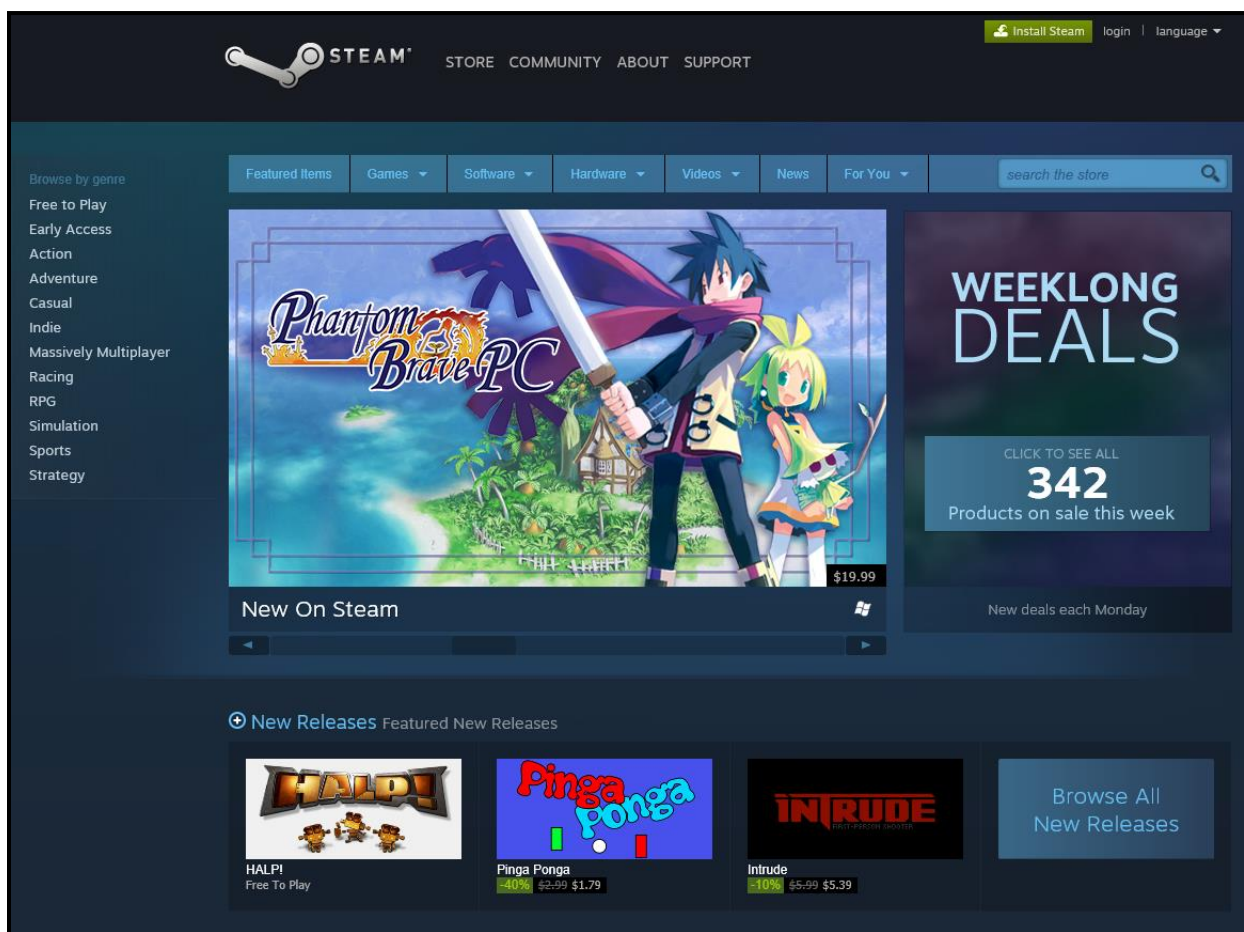 Install Steam login | language
STEAM®
STORE COMMUNITY ABOUT SUPPORT
Browse by genre
Free to Play
Early Access
Action
Adventure
Casual
Indie
Massively Multiplayer
Racing
RPG
Simulation
Sports
Strategy
Featured Items Games Software Hardware Videos News For You search the store
Phantom
Brave PC
$19.99
New On Steam
WEEKLONG
DEALS
CLICK TO SEE ALL
342
Products on sale this week
New deals each Monday
New Releases Featured New Releases
HALP!
HALP!
Free To Play
Pinga
Ponga
Pinga Ponga
-40% $2.99 $1.79
INTRUDE
FIRST-PERSON SHOOTER
Intrude
-10% $5.99 $5.39
Browse All
New Releases